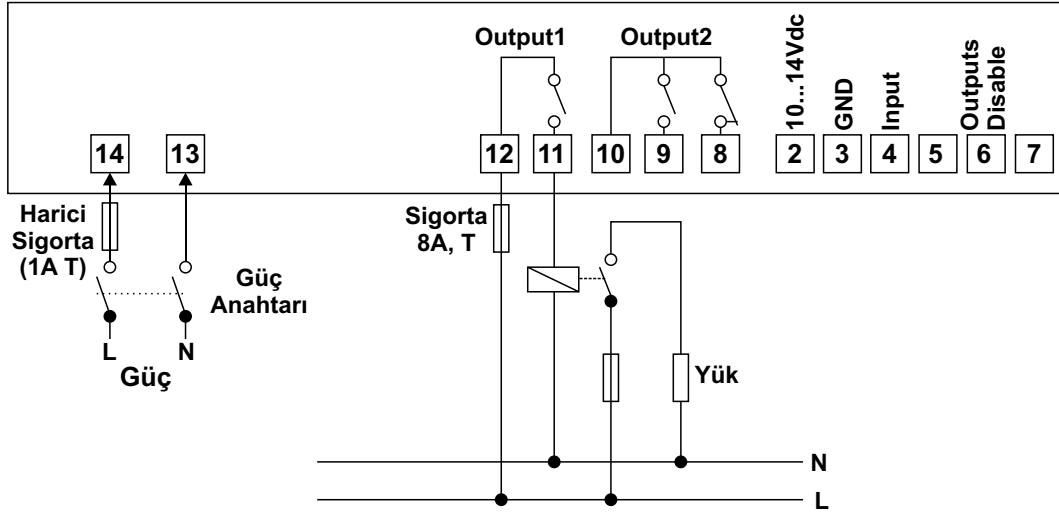 Output1
Output2
10...14Vdc
GND
Input
Outputs
Disable
14
13
12
11
10
9
8
2
3
4
5
6
7
Harici
Sigorta
(1A T)
Güç
Anahtarı
L
N
Güç
Sigorta
8A, T
Yük
N
L